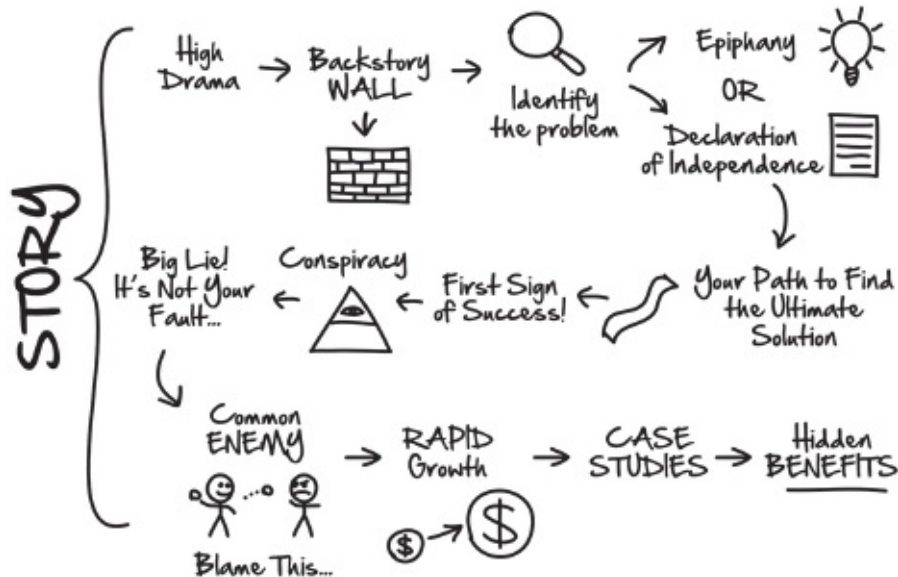 STORY
High
Drama
Backstory
WALL
Identify
the problem
Epiphany
OR
Declaration
of Independence
Your Path to Find
the Ultimate
Solution
First Sign
of Success!
Conspiracy
Big Lie!
It's Not Your
Fault...
Common
ENEMY
Blame This...
RAPID
Growth
$
$
CASE
STUDIES
Hidden
BENEFITS